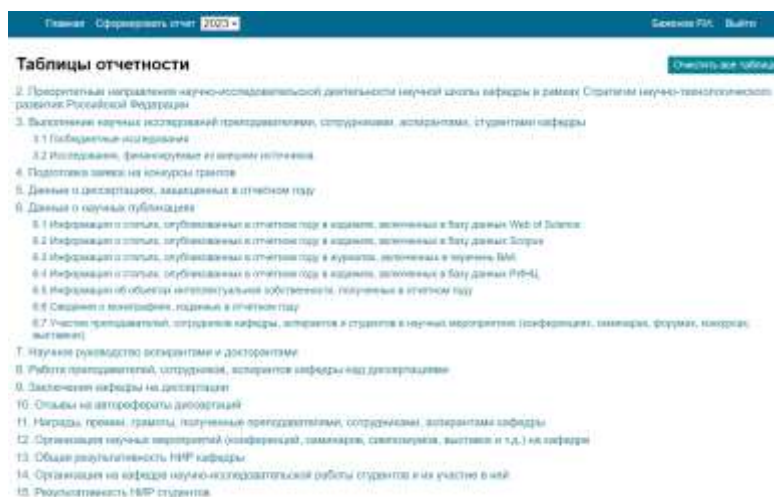 Главная Сформировать отчет 2023 Баженов Р.И. Выйти
Таблицы отчетности
Очистить все таблицы
2. Приоритетные направления научно-исследовательской деятельности научной школы кафедры в рамках Стратегии научно-технологического
развития Российской Федерации
3. Выполнение научных исследований преподавателями, сотрудниками, аспирантами, студентами кафедры
3.1 Госбюджетные исследования
3.2 Исследования, финансируемые из внешних источников
4. Подготовка заявок на конкурсы грантов
5. Данные о диссертациях, защищенных в отчетном году
6. Данные о научных публикациях
6.1 Информация о статьях, опубликованных в отчетном году в изданиях, включенных в базу данных Web of Science
6.2 Информация о статьях, опубликованных в отчетном году в изданиях, включенных в базу данных Scopus
6.3 Информация о статьях, опубликованных в отчетном году в журналах, включенных в перечень ВАК
6.4 Информация о статьях, опубликованных в отчетном году в изданиях, включенных в базу данных РИНЦ
6.5 Информация об объектах интеллектуальной собственности, полученных в отчетном году
6.6 Сведения о монографиях, изданных в отчетном году
6.7 Участие преподавателей, сотрудников кафедры, аспирантов и студентов в научных мероприятиях (конференциях, семинарах, форумах, конкурсах,
выставках)
7. Научное руководство аспирантами и докторантами
8. Работа преподавателей, сотрудников, аспирантов кафедры над диссертациями
9. Заключения кафедры на диссертации
10. Отзывы на авторефераты диссертаций
11. Награды, премии, грамоты, полученные преподавателями, сотрудниками, аспирантами кафедры
12. Организация научных мероприятий (конференций, семинаров, симпозиумов, выставок и т.д.) на кафедре
13. Общая результативность НИР кафедры
14. Организация на кафедре научно-исследовательской работы студентов и их участие в ней
15. Результативность НИР студентов